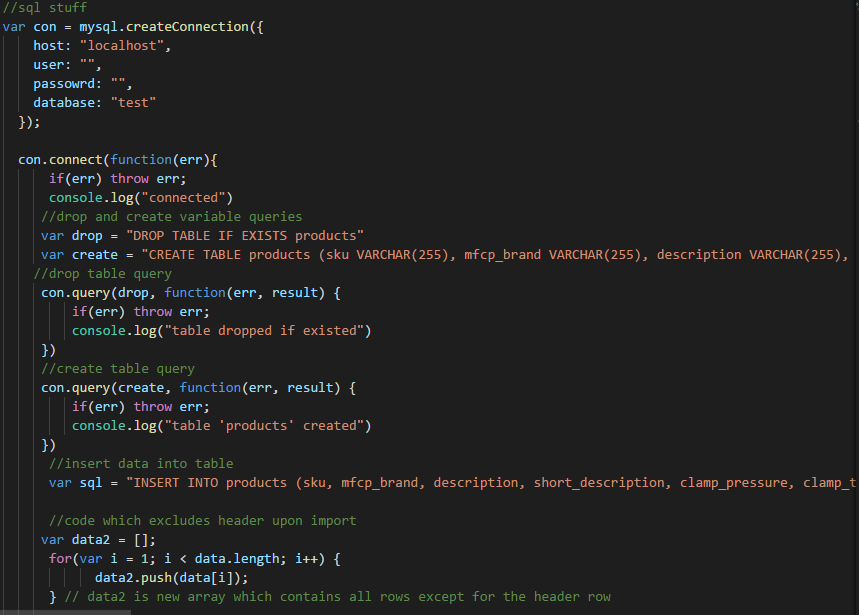 //sql stuff
var con = mysql.createConnection({
host: "localhost",
user: "",
passowrd: "",
database: "test"
});
con.connect(function(err){
if(err) throw err;
console.log("connected")
//drop and create variable queries
var drop = "DROP TABLE IF EXISTS products"
var create = "CREATE TABLE products (sku VARCHAR(255), mfcp_brand VARCHAR(255), description VARCHAR(255),
//drop table query
con.query(drop, function(err, result) {
if(err) throw err;
console.log("table dropped if existed")
})
//create table query
con.query(create, function(err, result) {
if(err) throw err;
console.log("table 'products' created")
})
//insert data into table
var sql = "INSERT INTO products (sku, mfcp_brand, description, short_description, clamp_pressure, clamp_t
//code which excludes header upon import
var data2 = [];
for(var i = 1; i < data.length; i++) {
data2.push(data[i]);
} // data2 is new array which contains all rows except for the header row